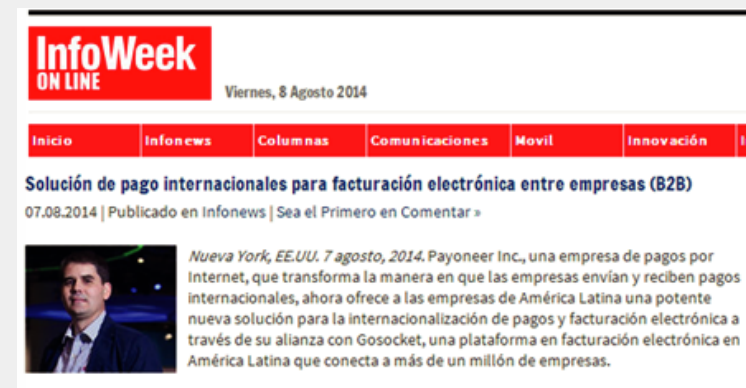 InfoWeek
ON LINE
Viernes, 8 Agosto 2014
Inicio Infonews Columnas Comunicaciones Movil Innovación
Solución de pago internacionales para facturación electrónica entre empresas (B2B)
07.08.2014 | Publicado en Infonews | Sea el Primero en Comentar »
Nueva York, EE.UU. 7 agosto, 2014. Payoneer Inc., una empresa de pagos por
Internet, que transforma la manera en que las empresas envían y reciben pagos
internacionales, ahora ofrece a las empresas de América Latina una potente
nueva solución para la internacionalización de pagos y facturación electrónica a
través de su alianza con Gosocket, una plataforma en facturación electrónica en
América Latina que conecta a más de un millón de empresas.